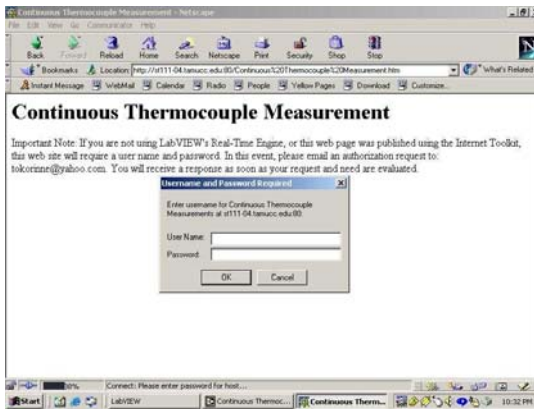 Continuous Thermocouple Measurement - Netscape
File Edit View Go Communicator Help
Back Forward Reload Home Search Netscape Print Security Shop Stop
Bookmarks Location: http://st111-04.tamucc.edu:80/Continuous%20Thermocouple%20Measurement.htm What's Related
Instant Message WebMail Calendar Radio People Yellow Pages Download Customize...
Continuous Thermocouple Measurement
Important Note: If you are not using LabVIEW's Real-Time Engine, or this web page was published using the Internet Toolkit,
this web site will require a user name and password. In this event, please email an authorization request to:
tokorinne@yahoo.com. You will receive a response as soon as your request and need are evaluated.
Username and Password Required
Enter username for Continuous Thermocouple
Measurements at st111-04.tamucc.edu:80:
User Name:
Password:
OK Cancel
Connect: Please enter password for host...
Start LabVIEW Continuous Thermoc... Continuous Therm... 10:32 PM